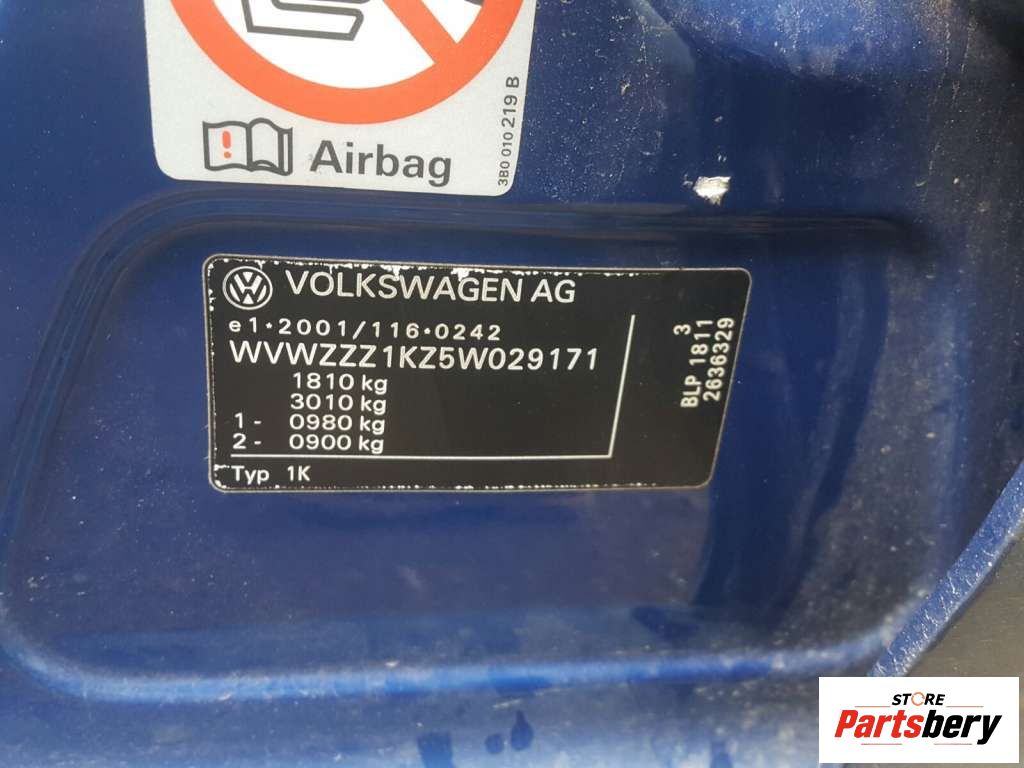 Airbag
3B0 010 219 B
VOLKSWAGEN AG
e1*2001/116*0242
WVWZZZ1KZ5W029171
1810 kg
3010 kg
1- 0980 kg
2- 0900 kg
Typ 1K
3
BLP 1811
2636329
STORE
Partsbery